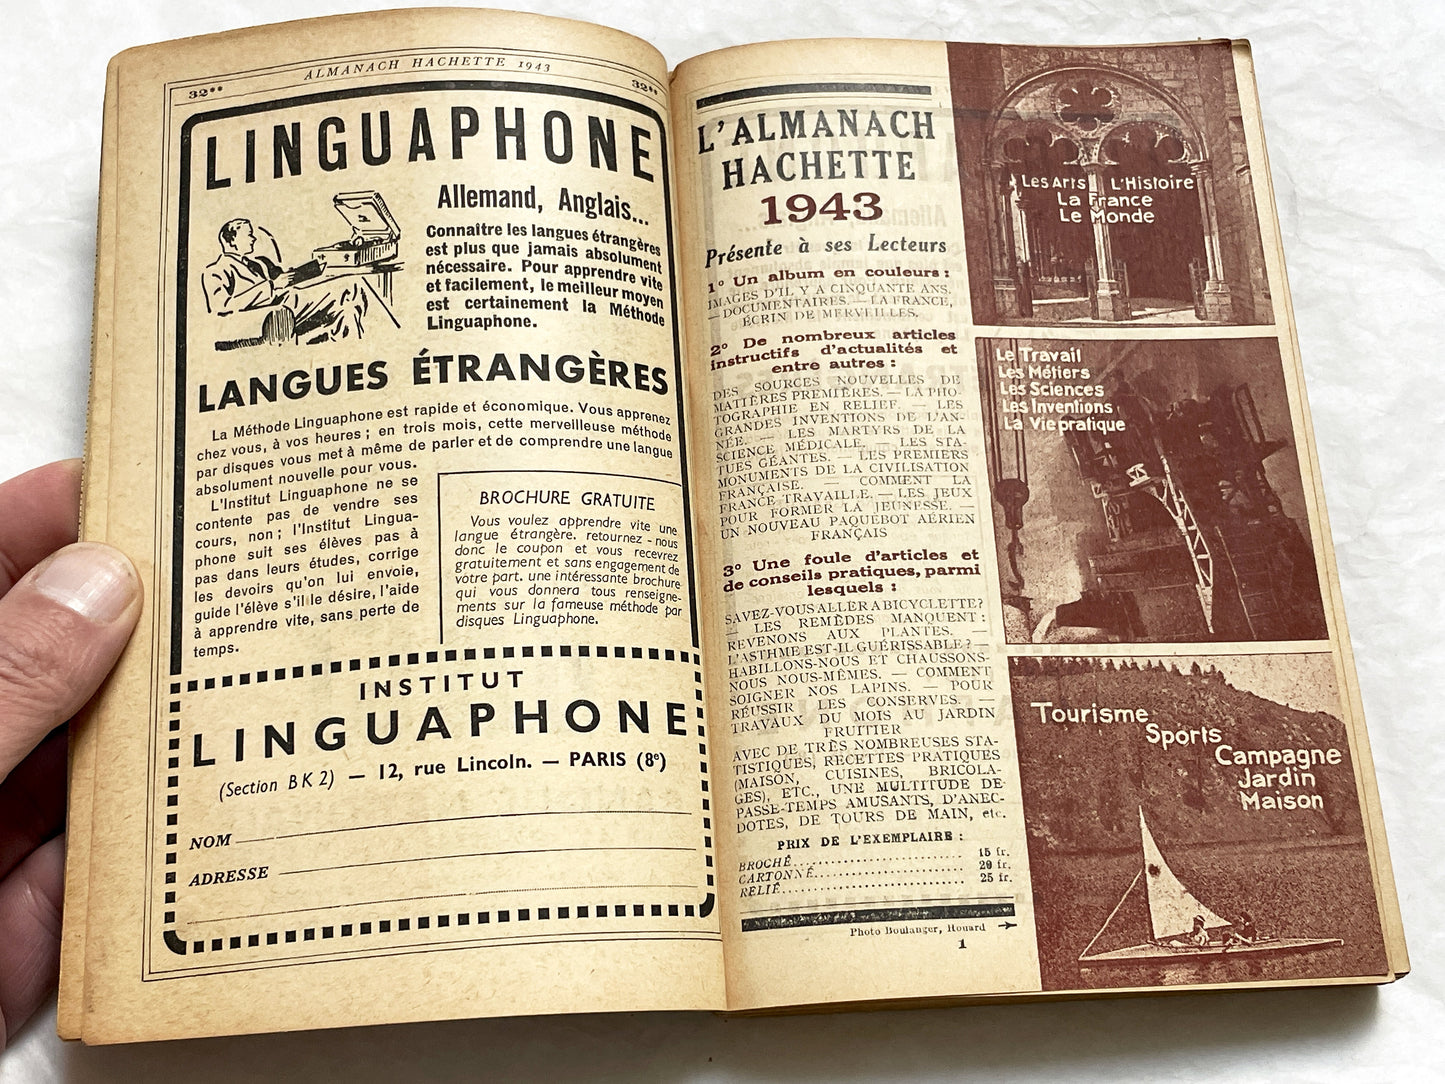 ALMANACH HACHETTE 1943
32**
32**
LINGUAPHONE
Allemand, Anglais...
Connaître les langues étrangères
est plus que jamais absolument
nécessaire. Pour apprendre vite
et facilement, le meilleur moyen
est certainement la Méthode
Linguaphone.
LANGUES ÉTRANGÈRES
La Méthode Linguaphone est rapide et économique. Vous apprenez
chez vous, à vos heures ; en trois mois, cette merveilleuse méthode
par disques vous met à même de parler et de comprendre une langue
absolument nouvelle pour vous.
L'Institut Linguaphone ne se
contente pas de vendre ses
cours, non ; l'Institut Lingua-
phone suit ses élèves pas à
pas dans leurs études, corrige
les devoirs qu'on lui envoie,
guide l'élève s'il le désire, l'aide
à apprendre vite, sans perte de
temps.
BROCHURE GRATUITE
Vous voulez apprendre vite une
langue étrangère. retournez-nous
donc le coupon et vous recevrez
gratuitement et sans engagement de
votre part. une intéressante brochure
qui vous donnera tous renseigne-
ments sur la fameuse méthode par
disques Linguaphone.
INSTITUT
LINGUAPHONE
(Section BK2) — 12, rue Lincoln. — PARIS (8e)
NOM
ADRESSE
L'ALMANACH
HACHETTE
1943
Présente à ses Lecteurs
1° Un album en couleurs :
IMAGES D'IL Y A CINQUANTE ANS.
— DOCUMENTAIRES. — LA FRANCE,
ÉCRIN DE MERVEILLES.
2° De nombreux articles
instructifs d'actualités et
entre autres :
DES SOURCES NOUVELLES DE
MATIÈRES PREMIÈRES. — LA PHO-
TOGRAPHIE EN RELIEF. — LES
GRANDES INVENTIONS DE L'AN-
NÉE. — LES MARTYRS DE LA
SCIENCE MÉDICALE. — LES STA-
TUES GÉANTES. — LES PREMIERS
MONUMENTS DE LA CIVILISATION
FRANÇAISE. — COMMENT LA
FRANCE TRAVAILLE. — LES JEUX
POUR FORMER LA JEUNESSE. —
UN NOUVEAU PAQUEBOT AÉRIEN
FRANÇAIS
3° Une foule d'articles et
de conseils pratiques, parmi
lesquels :
SAVEZ-VOUS ALLER A BICYCLETTE ?
— LES REMÈDES MANQUENT :
REVENONS AUX PLANTES. —
L'ASTHME EST-IL GUÉRISSABLE ? —
HABILLONS-NOUS ET CHAUSSONS-
NOUS NOUS-MÊMES. — COMMENT
SOIGNER NOS LAPINS. — POUR
RÉUSSIR LES CONSERVES. —
TRAVAUX DU MOIS AU JARDIN
FRUITIER
AVEC DE TRÈS NOMBREUSES STA-
TISTIQUES, RECETTES PRATIQUES
(MAISON, CUISINES, BRICOLA-
GES), ETC., UNE MULTITUDE DE
PASSE-TEMPS AMUSANTS, D'ANEC-
DOTES, DE TOURS DE MAIN, etc.
PRIX DE L'EXEMPLAIRE :
BROCHÉ 15 fr.
CARTONNÉ 20 fr.
RELIÉ 25 fr.
Photo Boulanger, Houard
1
Les Arts L'Histoire
La France
Le Monde
Le Travail
Les Métiers
Les Sciences
Les Inventions
La Vie pratique
Tourisme
Sports
Campagne
Jardin
Maison